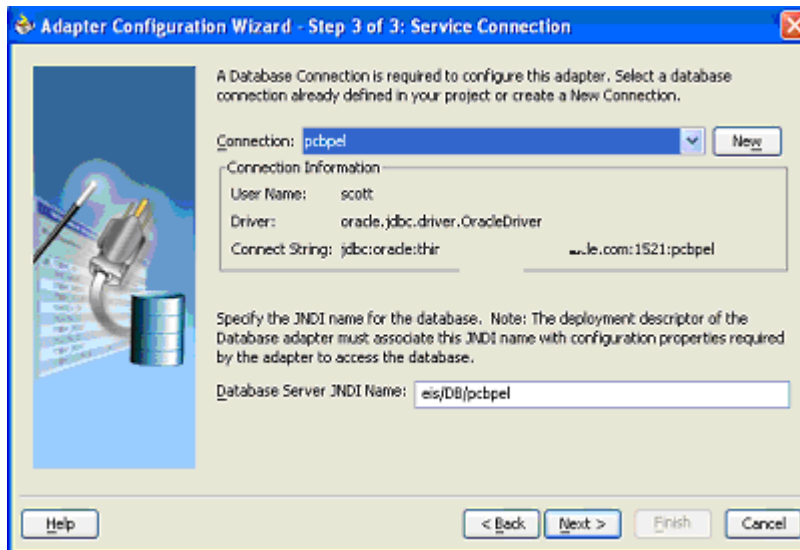 Adapter Configuration Wizard - Step 3 of 3: Service Connection
A Database Connection is required to configure this adapter. Select a database
connection already defined in your project or create a New Connection.
Connection: pcbpel New
Connection Information
User Name: scott
Driver: oracle.jdbc.driver.OracleDriver
Connect String: jdbc:oracle:thir le.com:1521:pcbpel
Specify the JNDI name for the database. Note: The deployment descriptor of the
Database adapter must associate this JNDI name with configuration properties required
by the adapter to access the database.
Database Server JNDI Name: eis/DB/pcbpel
Help < Back Next > Finish Cancel